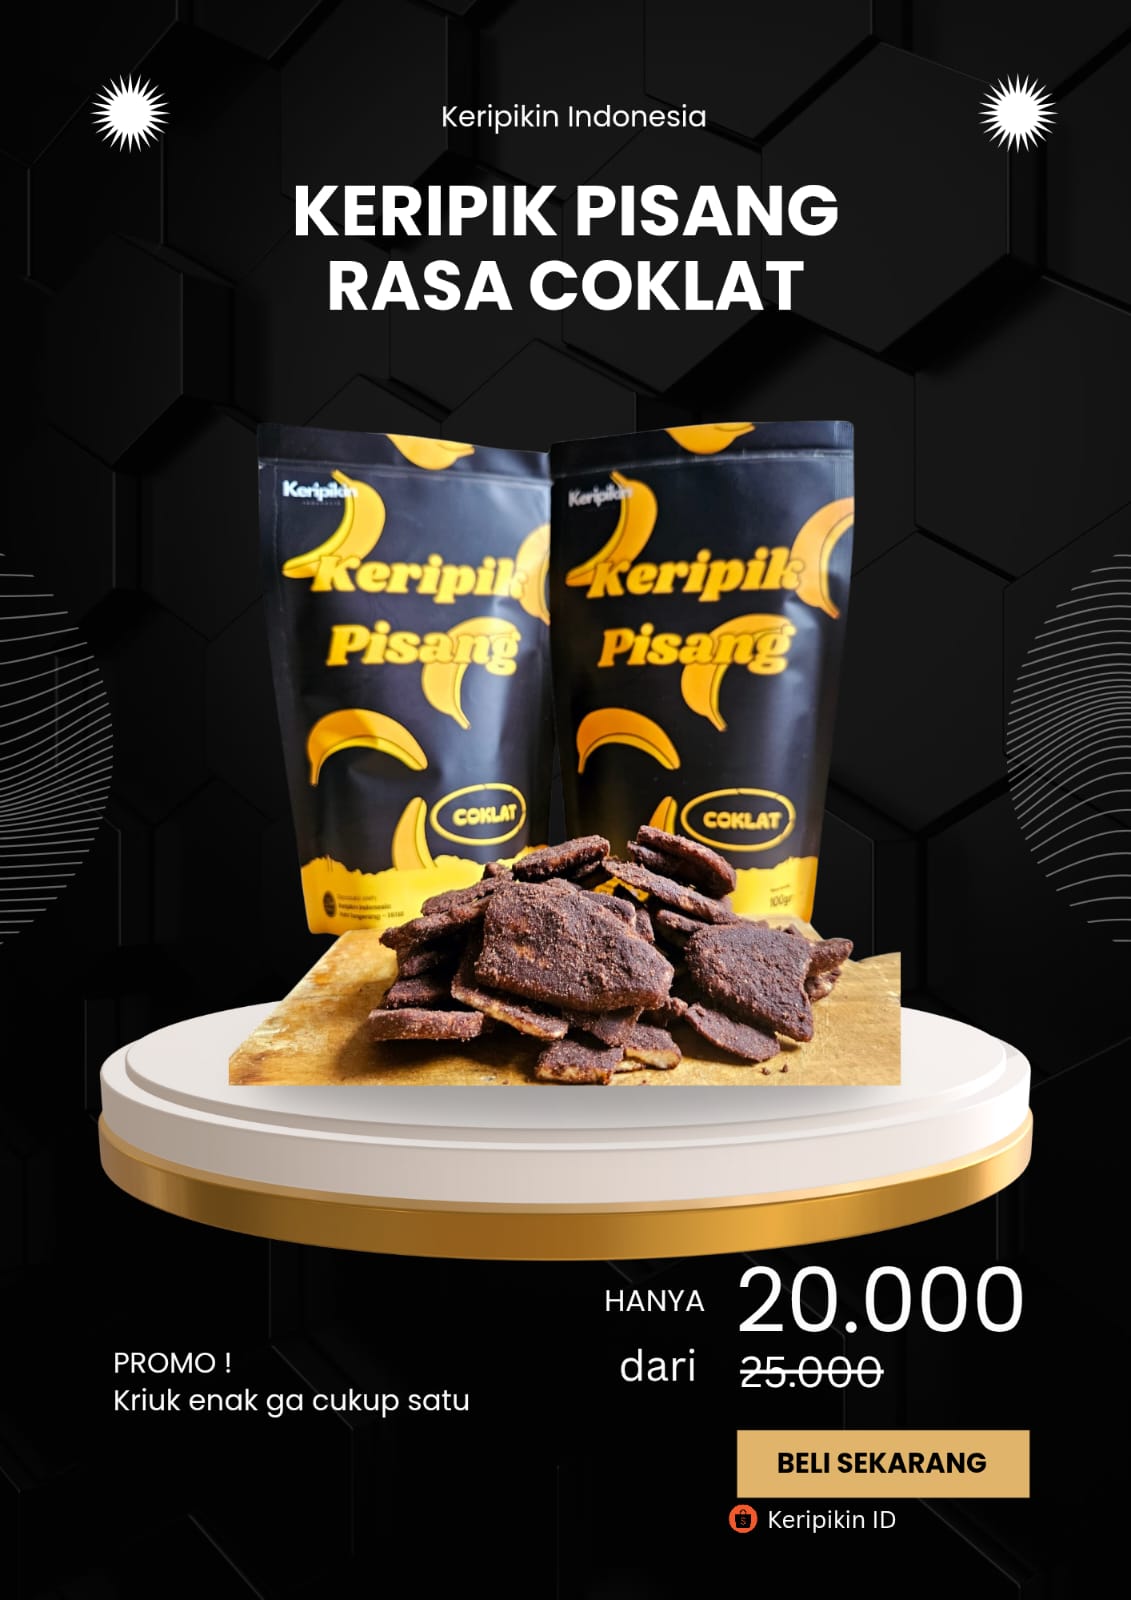 Keripikin Indonesia
KERIPIK PISANG
RASA COKLAT
Keripikin
Keripikin
Keripik
Pisang
COKLAT
Keripik
Pisang
COKLAT
100gr
HANYA 20.000
dari 25.000
PROMO !
Kriuk enak ga cukup satu
BELI SEKARANG
Keripikin ID